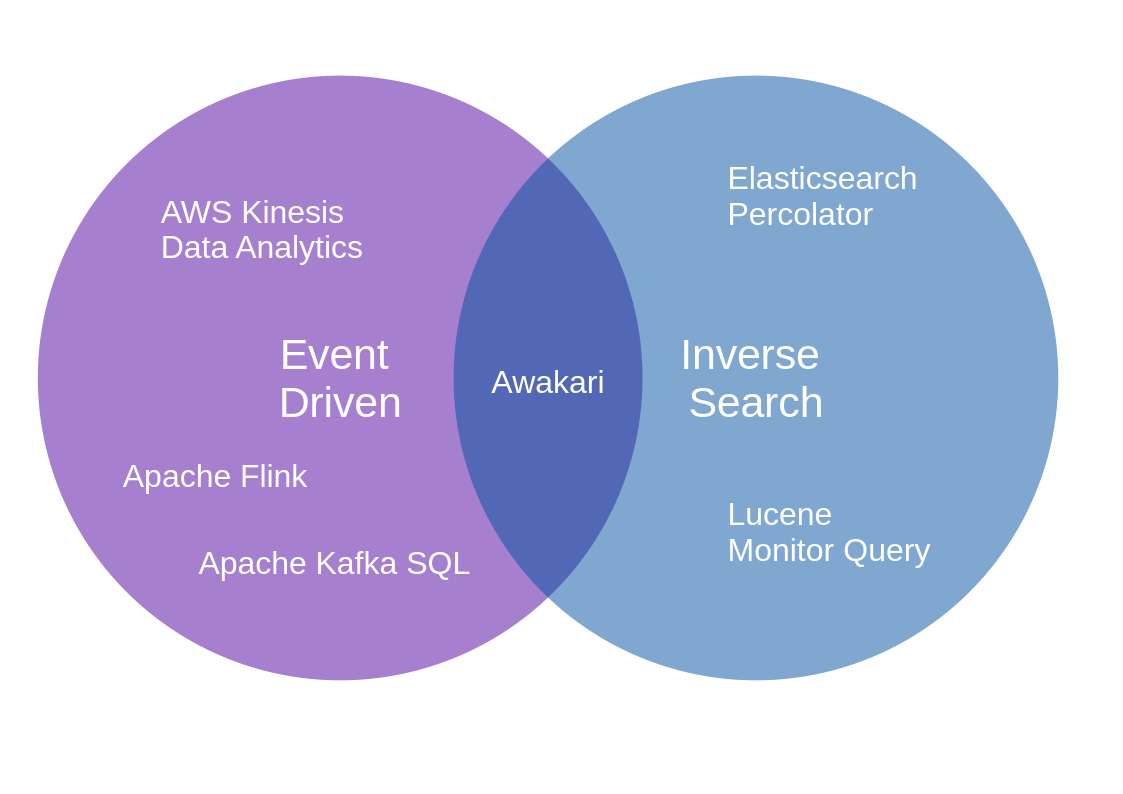 AWS Kinesis
Data Analytics
Event
Driven
Apache Flink
Apache Kafka SQL
Awakari
Elasticsearch
Percolator
Inverse
Search
Lucene
Monitor Query